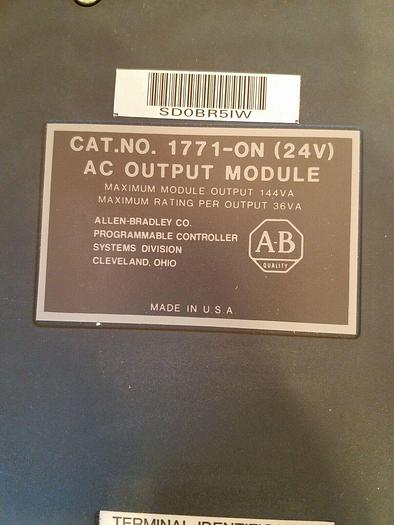 SD0BR5IW
CAT.NO. 1771-ON (24V)
AC OUTPUT MODULE
MAXIMUM MODULE OUTPUT 144VA
MAXIMUM RATING PER OUTPUT 36VA
ALLEN-BRADLEY CO.
PROGRAMMABLE CONTROLLER
SYSTEMS DIVISION
CLEVELAND, OHIO
A-B
QUALITY
MADE IN U.S.A.
TERMINAL